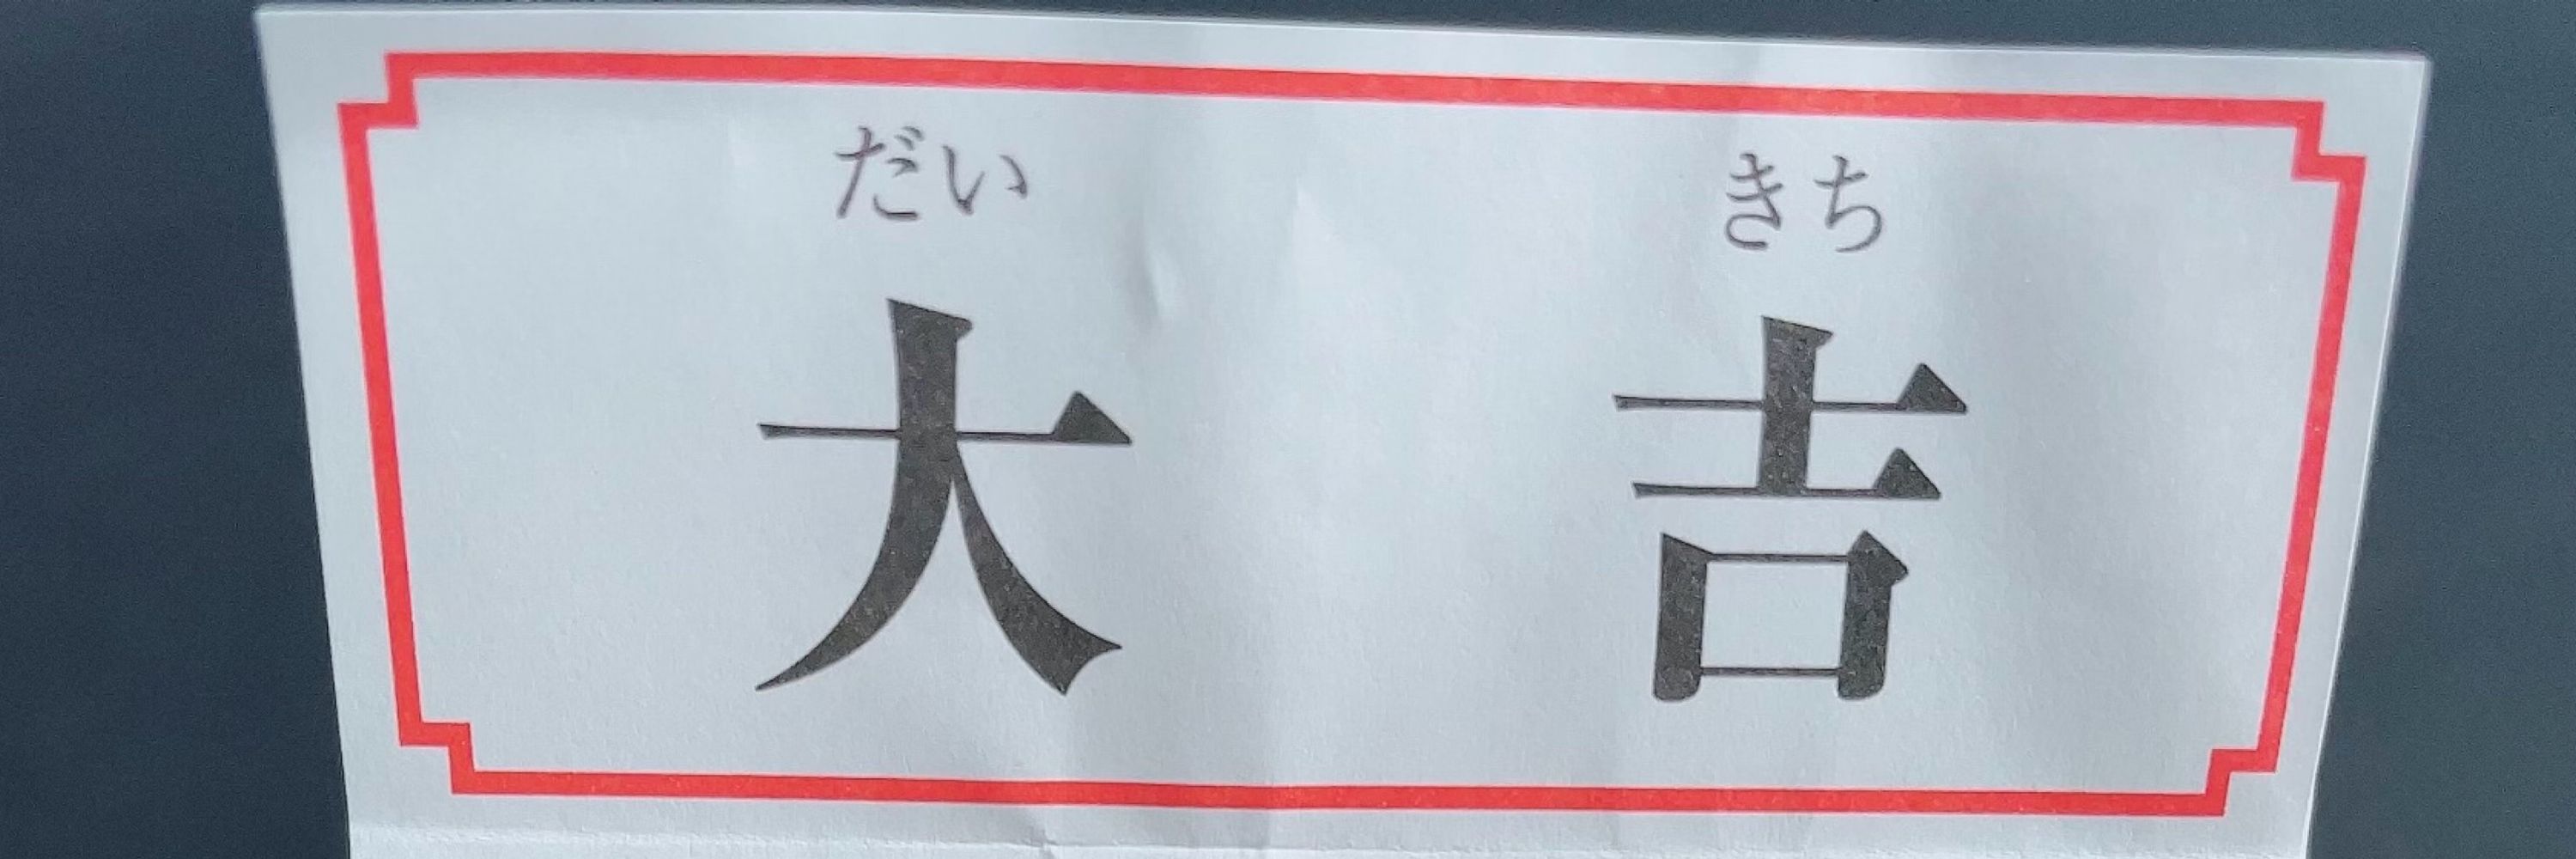 だい きち
大 吉